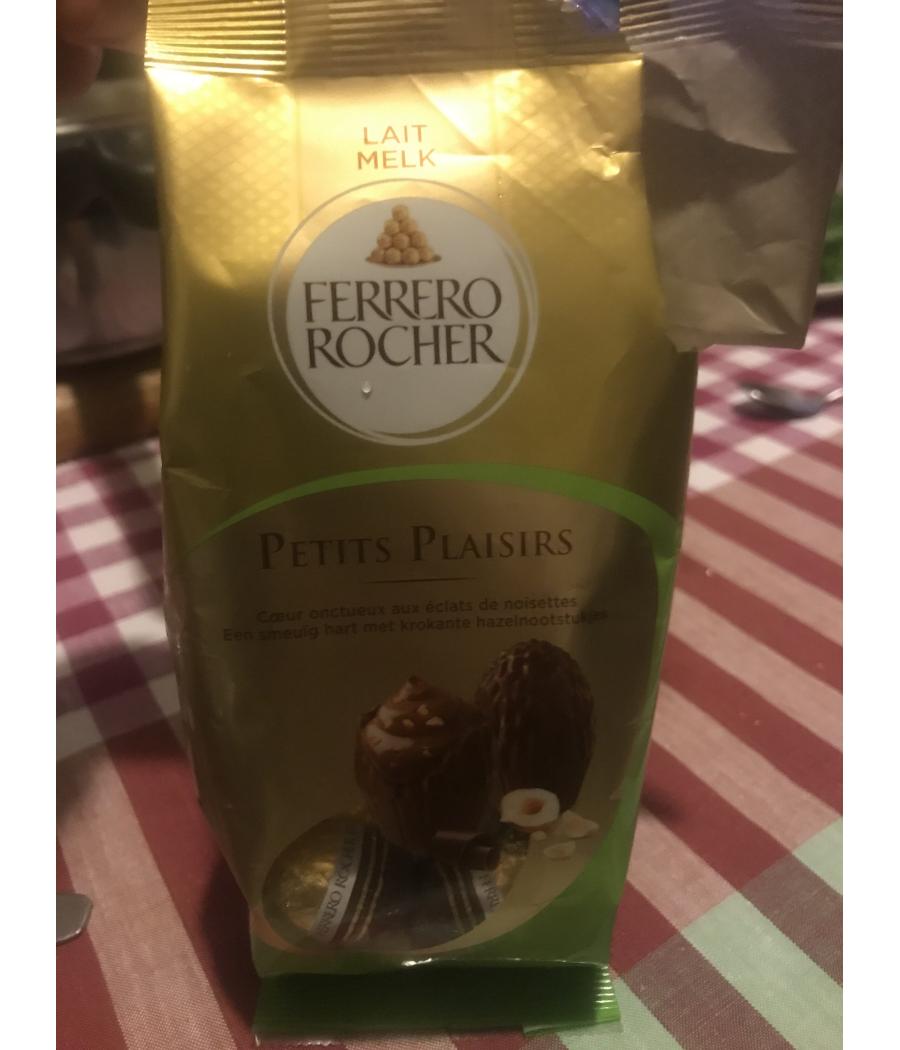 LAIT
MELK
FERRERO
ROCHER
PETITS PLAISIRS
Cœur onctueux aux éclats de noisettes
Een smeuïg hart met krokante hazelnootstukjes
FERRERO ROCHER